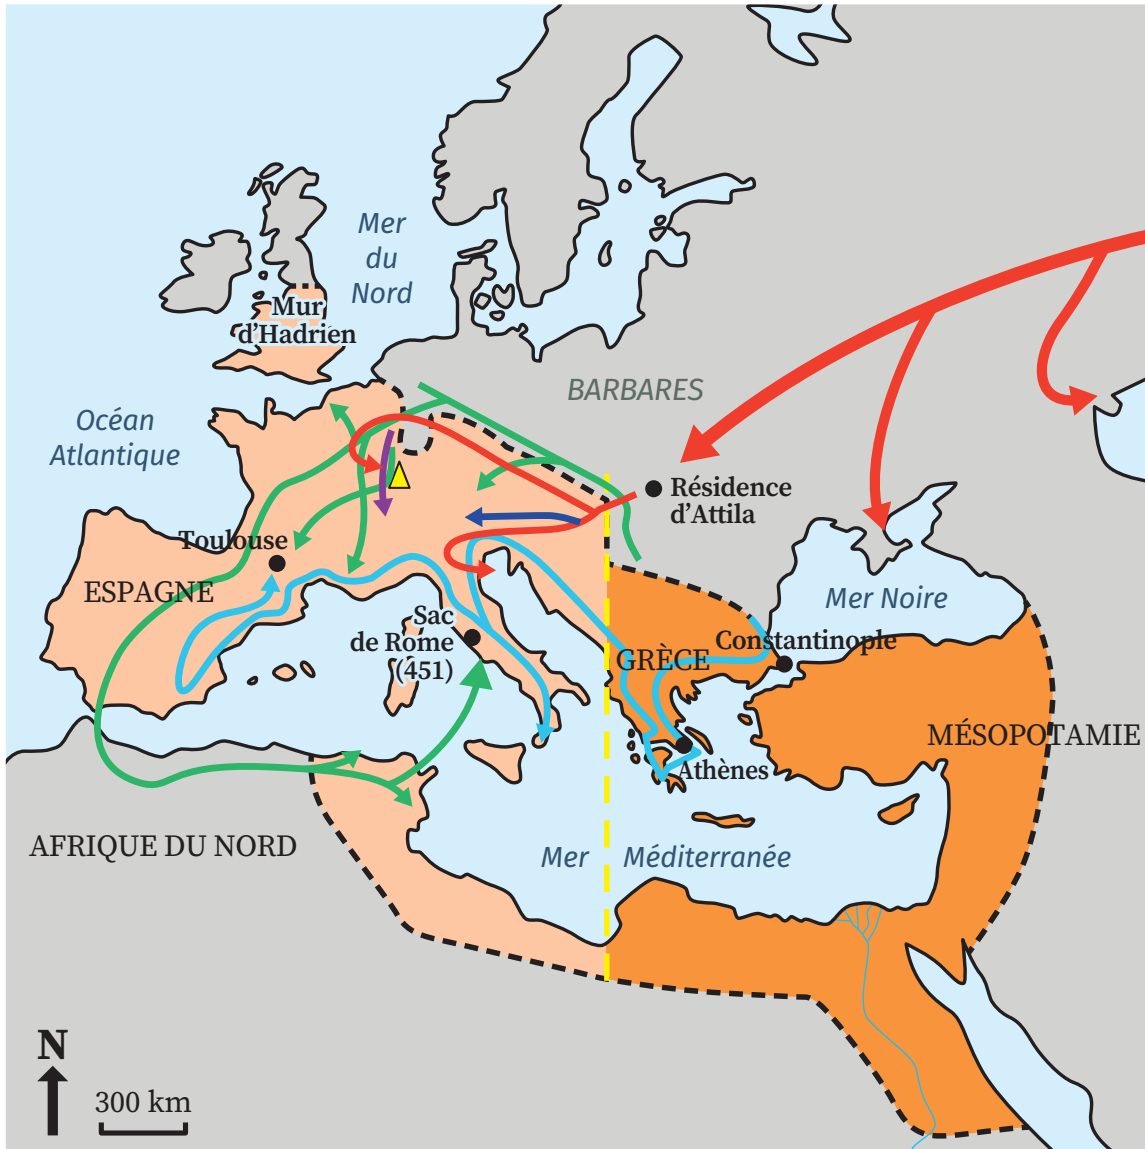 Mer
du
Nord
Mur
d'Hadrien
BARBARES
Océan
Atlantique
Résidence
d'Attila
Toulouse
ESPAGNE
Mer Noire
Sac
de Rome
(451)
Constantinople
GRÈCE
MÉSOPOTAMIE
Athènes
AFRIQUE DU NORD
Mer Méditerranée
N
300 km